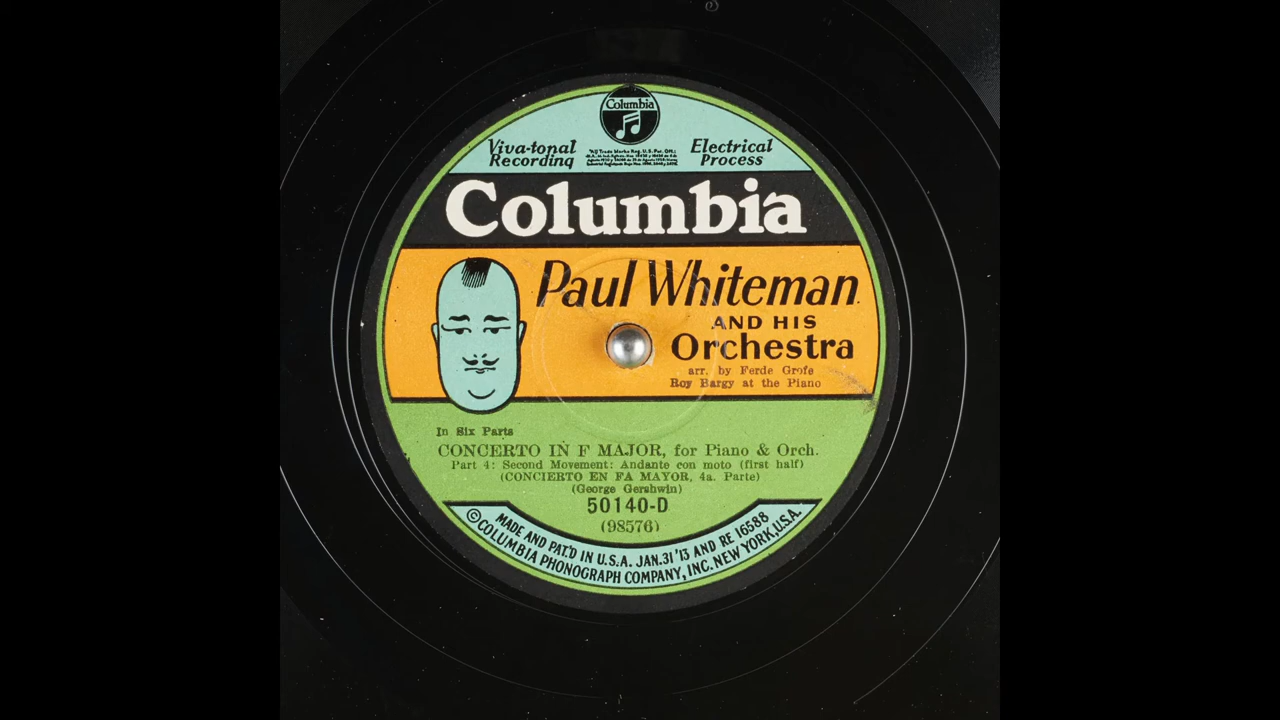 Columbia
Viva-tonal Recording
Electrical Process
Columbia
Paul Whiteman
AND HIS
Orchestra
arr. by Ferde Grofe
Roy Bargy at the Piano
In Six Parts
CONCERTO IN F MAJOR, for Piano & Orch.
Part 4: Second Movement: Andante con moto (first half)
(CONCIERTO EN FA MAYOR, 4a. Parte)
(George Gershwin)
50140-D
(98576)
MADE AND PAT'D IN U.S.A. JAN.31'13 AND RE 16588
©COLUMBIA PHONOGRAPH COMPANY, INC. NEW YORK, U.S.A.